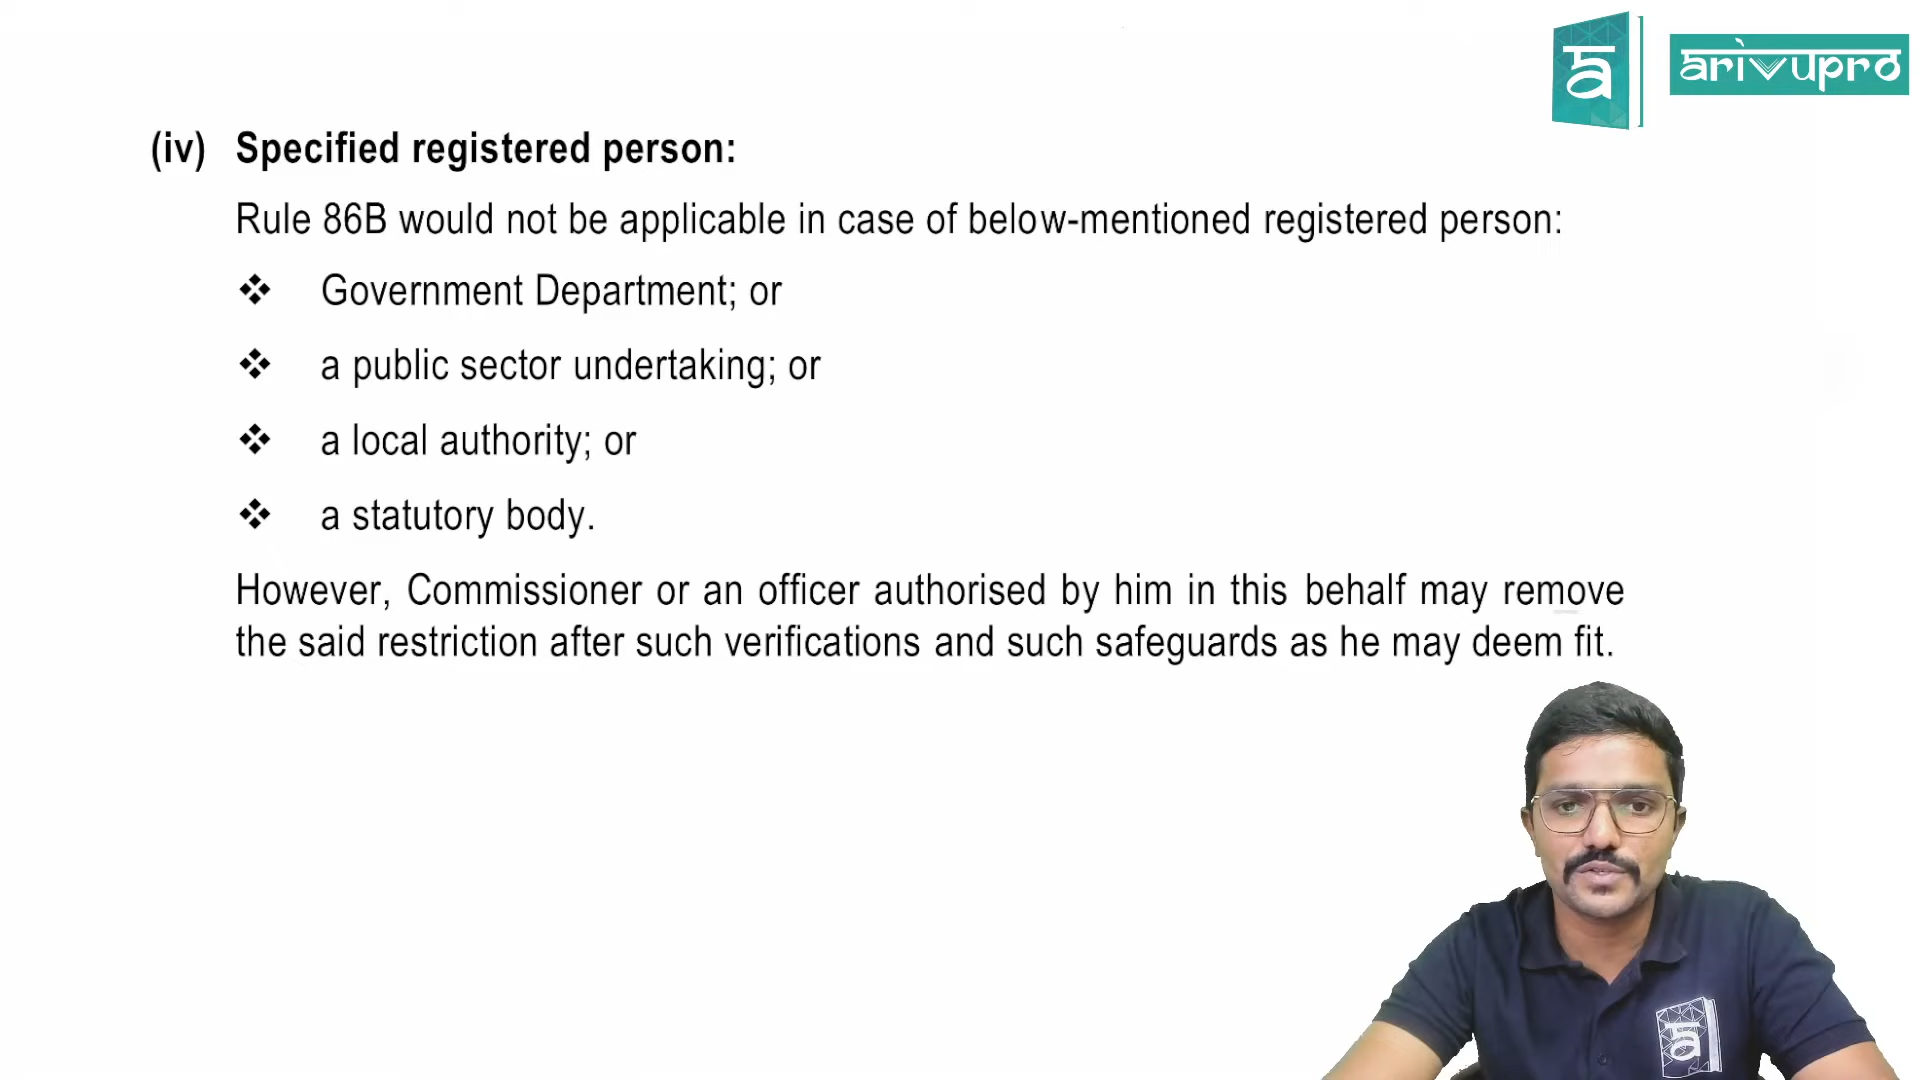 ā
arivupro
(iv) Specified registered person:
Rule 86B would not be applicable in case of below-mentioned registered person:
❖ Government Department; or
❖ a public sector undertaking; or
❖ a local authority; or
❖ a statutory body.
However, Commissioner or an officer authorised by him in this behalf may remove
the said restriction after such verifications and such safeguards as he may deem fit.
ā